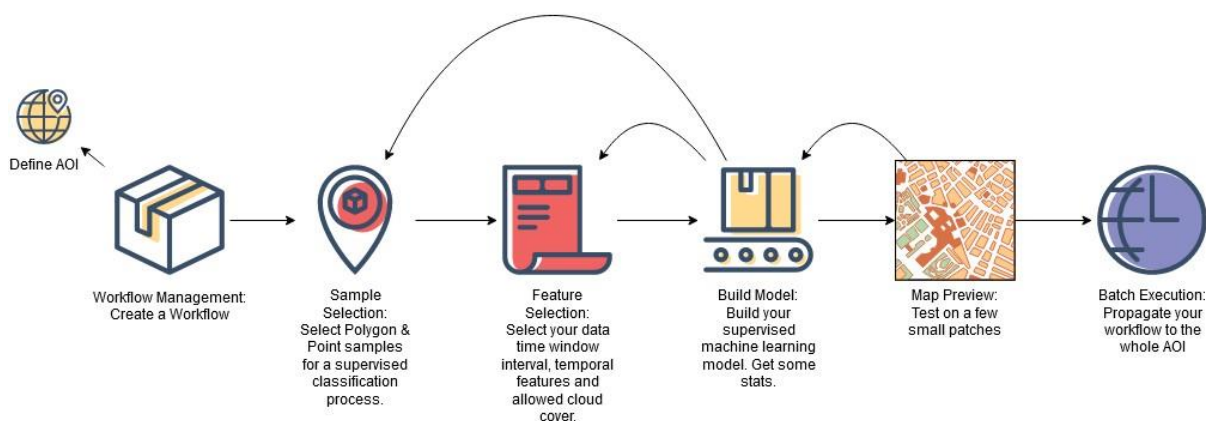 Define AOI
Workflow Management:
Create a Workflow
Sample
Selection:
Select Polygon &
Point samples
for a supervised
classification
process.
Feature
Selection:
Select your data
time window
interval, temporal
features and
allowed cloud
cover.
Build Model:
Build your
supervised
machine learning
model. Get some
stats.
Map Preview:
Test on a few
small patches
Batch Execution:
Propagate your
workflow to the
whole AOI